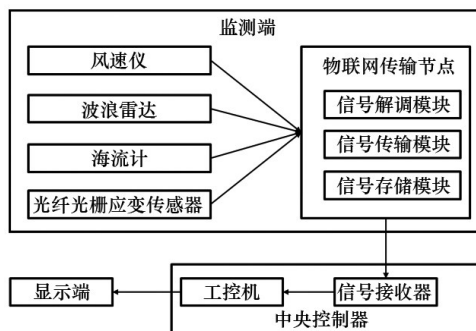 监测端
风速仪
波浪雷达
海流计
光纤光栅应变传感器
物联网传输节点
信号解调模块
信号传输模块
信号存储模块
显示端
工控机
信号接收器
中央控制器